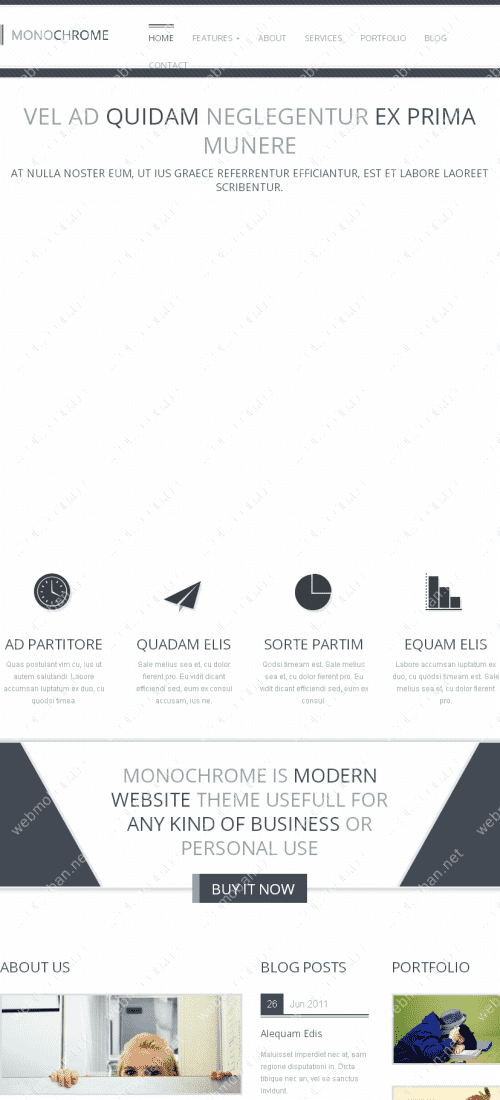 MONOCHROME
HOME FEATURES + ABOUT SERVICES PORTFOLIO BLOG
CONTACT
VEL AD QUIDAM NEGLEGENTUR EX PRIMA
MUNERE
AT NULLA NOSTER EUM, UT IUS GRAECE REFERRENTUR EFFICIANTUR, EST ET LABORE LAOREET
SCRIBENTUR.
AD PARTITORE
Quas postulant vim cu, ius ut
autem salutandi. Labore
accumsan luptatum ex duo, cu
quodsi timea.
QUADAM ELIS
Sale melius sea et, cu dolor
fierent pro. Eu vidit dicant
efficiendi sed, eum ex consul
accusam, ius ne.
SORTE PARTIM
Qodsi timeam est. Sale melius
sea et, cu dolor fierent pro. Eu
vidit dicant efficiendi sed, eum ex
consul.
EQUAM ELIS
Labore accumsan luptatum ex
duo, cu quodsi timeam est. Sale
melius sea et, cu dolor fierent
pro.
MONOCHROME IS MODERN
WEBSITE THEME USEFULL FOR
ANY KIND OF BUSINESS OR
PERSONAL USE
BUY IT NOW
ABOUT US
BLOG POSTS
26 Jun 2011
Alequam Edis
Maluisset imperdiet nec at, eam
regione disputationi in. Dicta
tibique nec an, vel ea sanctus
invidunt
PORTFOLIO